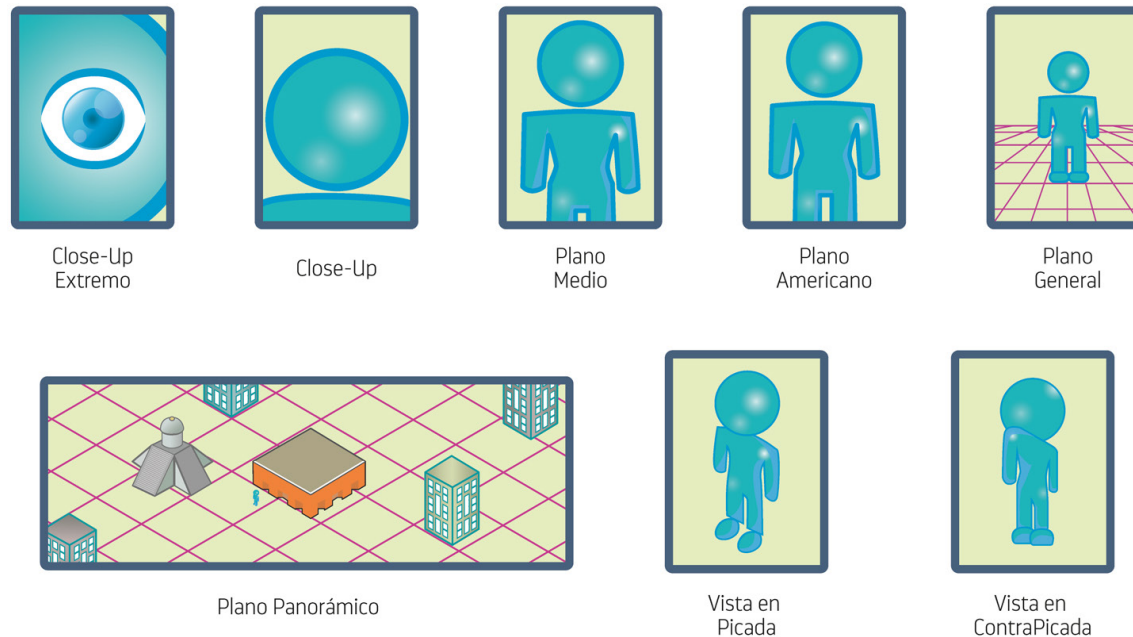 Close-Up
Extremo
Close-Up
Plano
Medio
Plano
Americano
Plano
General
Plano Panorámico
Vista en
Picada
Vista en
ContraPicada